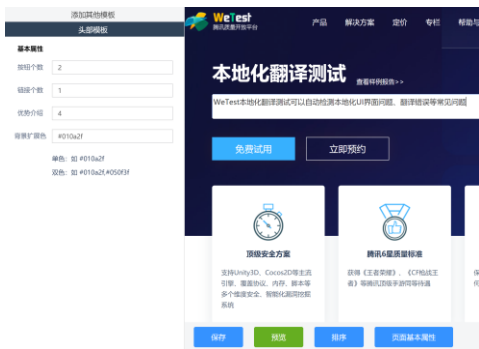 添加其他模板
头部模板
基本属性
按钮个数 2
链接个数 1
优势介绍 4
背景扩展色 #010a2f
单色：如 #010a2f
双色：如 #010a2f,#050f3f
WeTest
腾讯质量开放平台
产品 解决方案 定价 专栏 帮助与
本地化翻译测试 查看样例报告>>
WeTest本地化翻译测试可以自动检测本地化UI界面问题、翻译错误等常见问题
免费试用 立即预约
顶级安全方案
支持Unity3D、Cocos2D等主流
引擎，覆盖协议、内存、脚本等
多个维度安全、智能化漏洞挖掘
系统
腾讯6星质量标准
获得《王者荣耀》、《CF枪战王
者》等腾讯顶级手游同等待遇
保存 预览 排序 页面基本属性